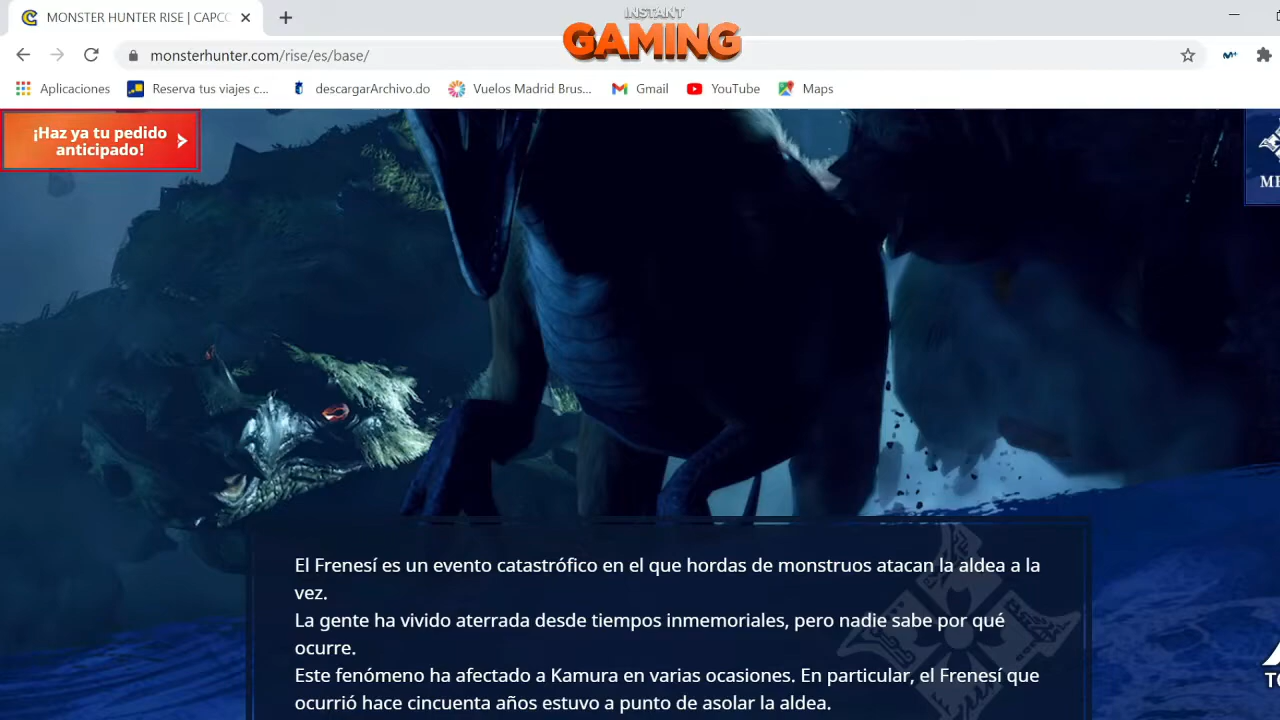 MONSTER HUNTER RISE | CAPCO
INSTANT
GAMING
monsterhunter.com/rise/es/base/
Aplicaciones
Reserva tus viajes c...
descargarArchivo.do
Vuelos Madrid Brus...
Gmail
YouTube
Maps
¡Haz ya tu pedido
anticipado!
ME
El Frenesí es un evento catastrófico en el que hordas de monstruos atacan la aldea a la
vez.
La gente ha vivido aterrada desde tiempos inmemoriales, pero nadie sabe por qué
ocurre.
Este fenómeno ha afectado a Kamura en varias ocasiones. En particular, el Frenesí que
ocurrió hace cincuenta años estuvo a punto de asolar la aldea.
TO